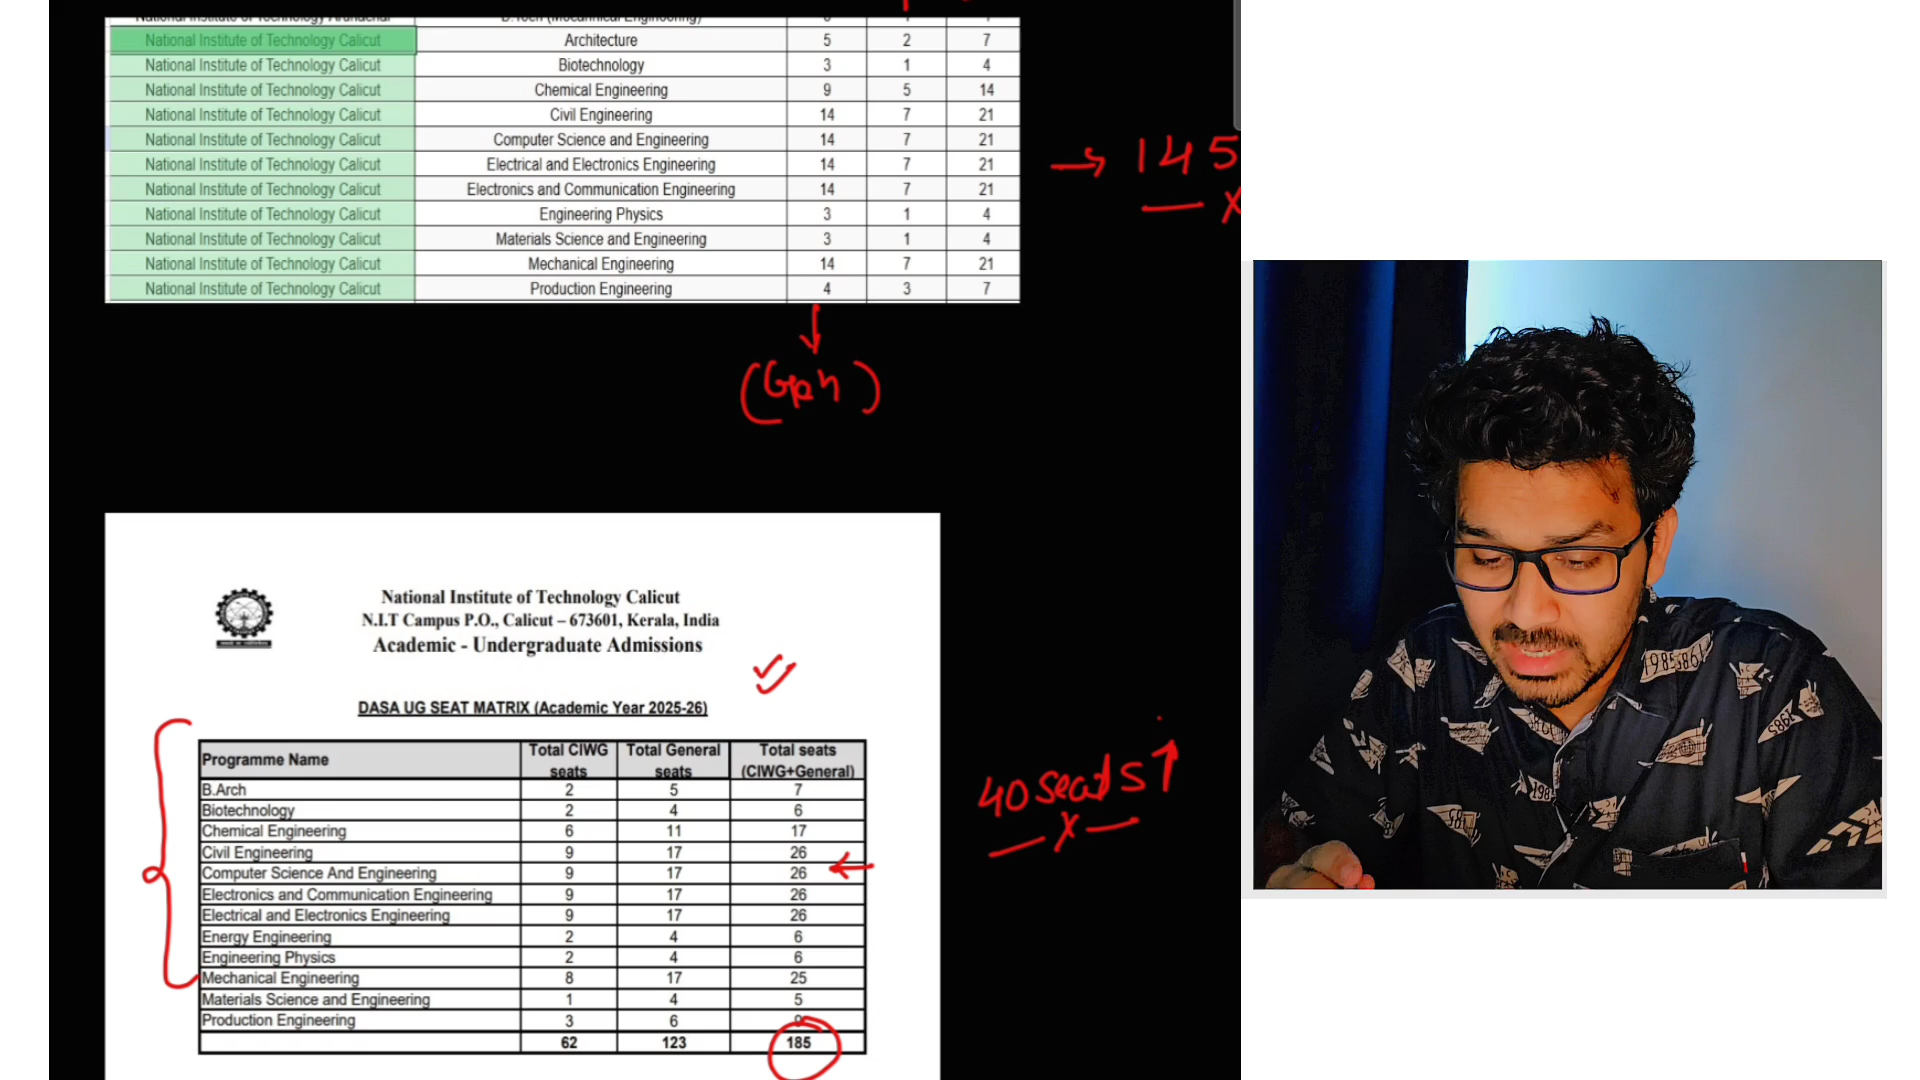 National Institute of Technology Arunachal B.Tech (Mechanical Engineering)
National Institute of Technology Calicut Architecture 5 2 7
National Institute of Technology Calicut Biotechnology 3 1 4
National Institute of Technology Calicut Chemical Engineering 9 5 14
National Institute of Technology Calicut Civil Engineering 14 7 21
National Institute of Technology Calicut Computer Science and Engineering 14 7 21
National Institute of Technology Calicut Electrical and Electronics Engineering 14 7 21
National Institute of Technology Calicut Electronics and Communication Engineering 14 7 21
National Institute of Technology Calicut Engineering Physics 3 1 4
National Institute of Technology Calicut Materials Science and Engineering 3 1 4
National Institute of Technology Calicut Mechanical Engineering 14 7 21
National Institute of Technology Calicut Production Engineering 4 3 7
→ 145
National Institute of Technology Calicut
N.I.T Campus P.O., Calicut – 673601, Kerala, India
Academic - Undergraduate Admissions
DASA UG SEAT MATRIX (Academic Year 2025-26)
Programme Name Total CIWG seats Total General seats Total seats (CIWG+General)
B.Arch 2 5 7
Biotechnology 2 4 6
Chemical Engineering 6 11 17
Civil Engineering 9 17 26
Computer Science And Engineering 9 17 26
Electronics and Communication Engineering 9 17 26
Electrical and Electronics Engineering 9 17 26
Energy Engineering 2 4 6
Engineering Physics 2 4 6
Mechanical Engineering 8 17 25
Materials Science and Engineering 1 4 5
Production Engineering 3 6 9
62 123 185
40 seats ↑